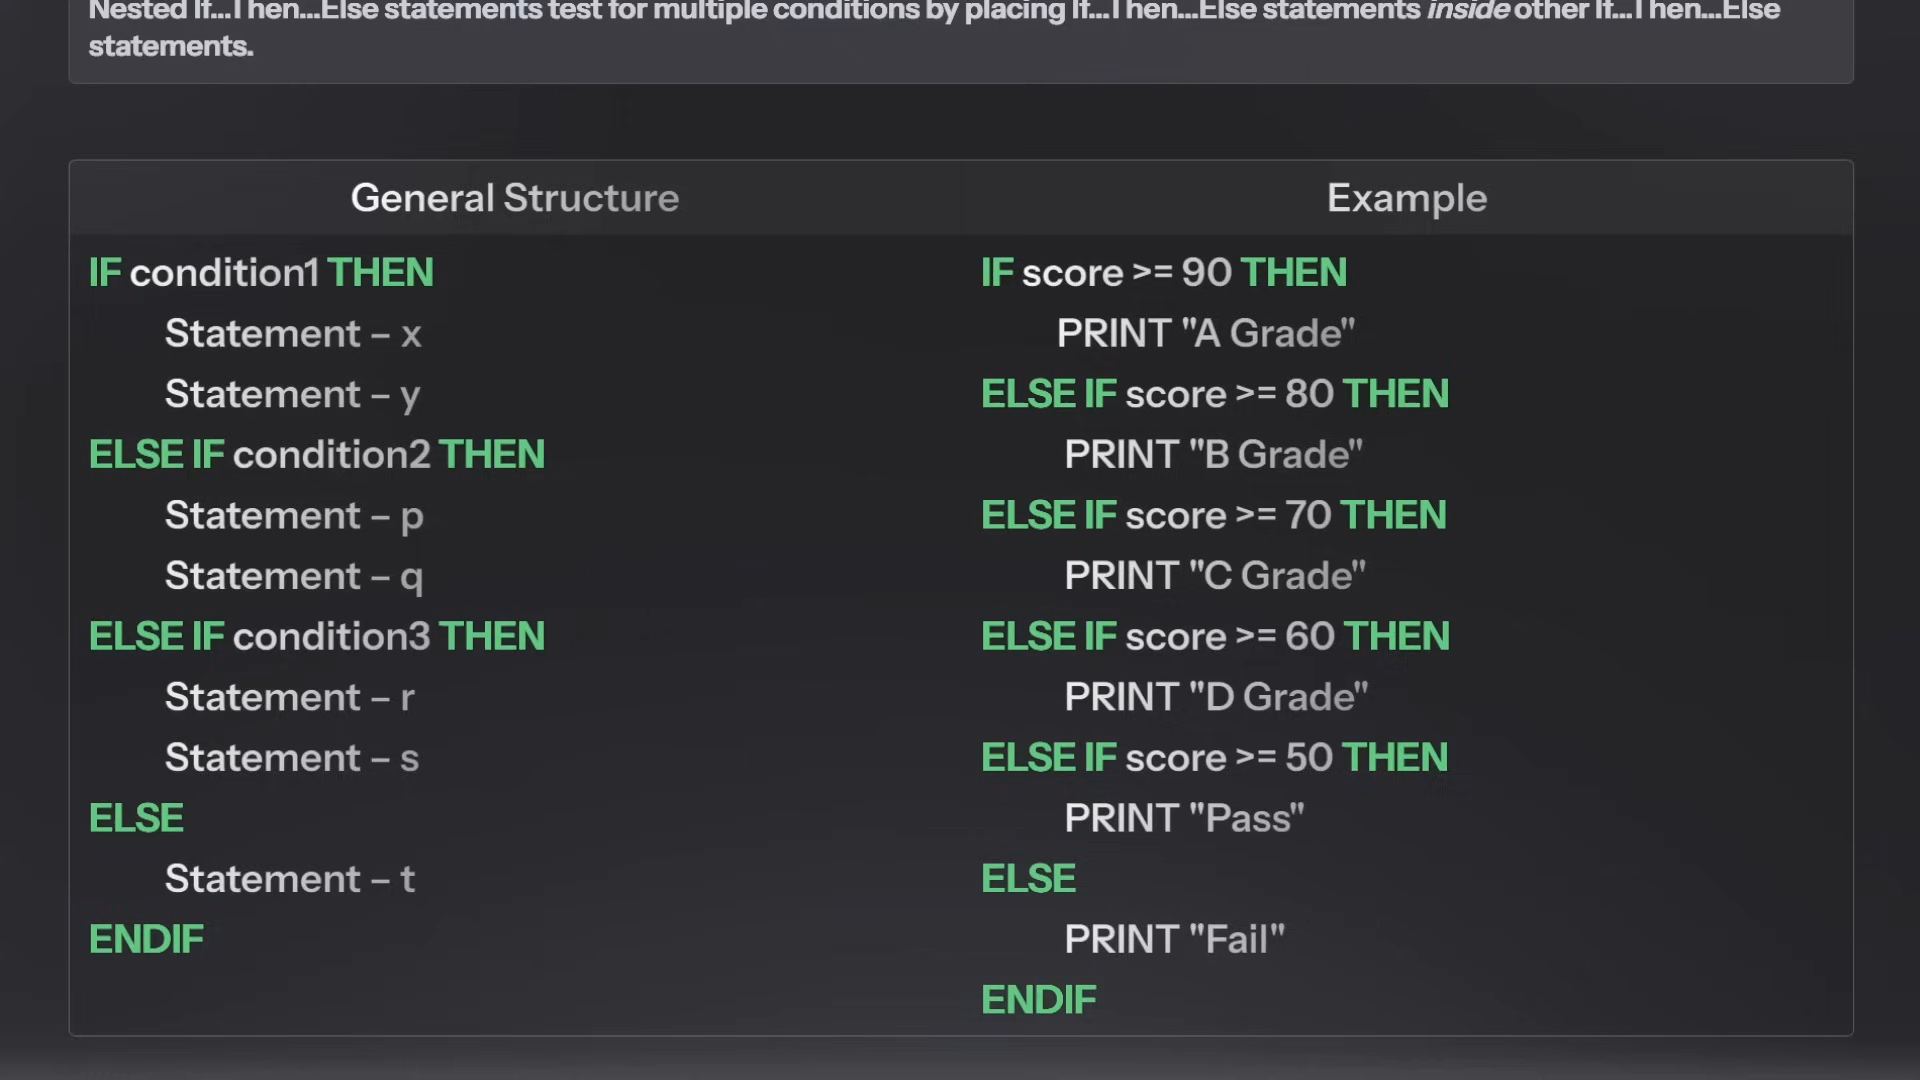 Nested If...Then...Else statements test for multiple conditions by placing If...Then...Else statements inside other If...Then...Else
statements.
General Structure
Example
IF condition1 THEN
Statement – x
Statement – y
ELSE IF condition2 THEN
Statement – p
Statement – q
ELSE IF condition3 THEN
Statement – r
Statement – s
ELSE
Statement – t
ENDIF
IF score >= 90 THEN
PRINT "A Grade"
ELSE IF score >= 80 THEN
PRINT "B Grade"
ELSE IF score >= 70 THEN
PRINT "C Grade"
ELSE IF score >= 60 THEN
PRINT "D Grade"
ELSE IF score >= 50 THEN
PRINT "Pass"
ELSE
PRINT "Fail"
ENDIF